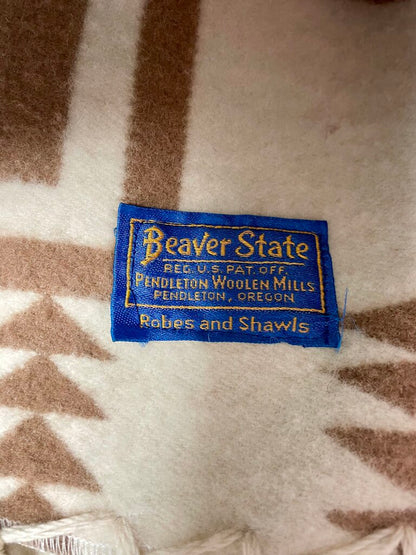 Beaver State
REG. U.S. PAT. OFF.
PENDLETON WOOLEN MILLS
PENDLETON, OREGON
Robes and Shawls